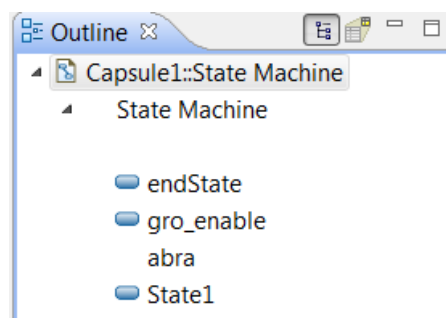 Outline
Capsule1::State Machine
State Machine
endState
gro_enable
abra
State1